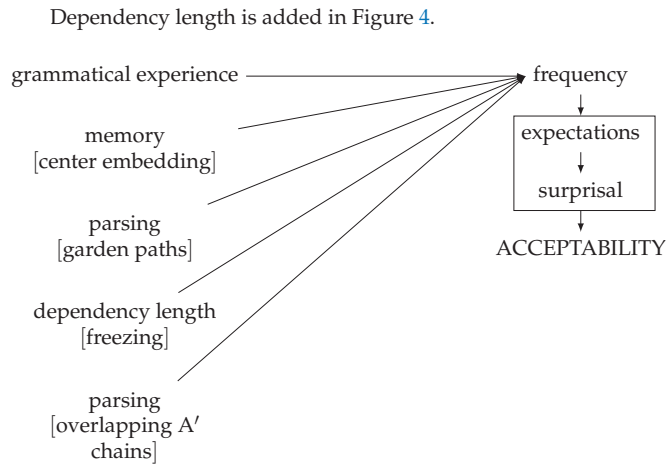 Dependency length is added in Figure 4.
grammatical experience
frequency
memory
[center embedding]
expectations
surprisal
parsing
[garden paths]
ACCEPTABILITY
dependency length
[freezing]
parsing
[overlapping A′
chains]